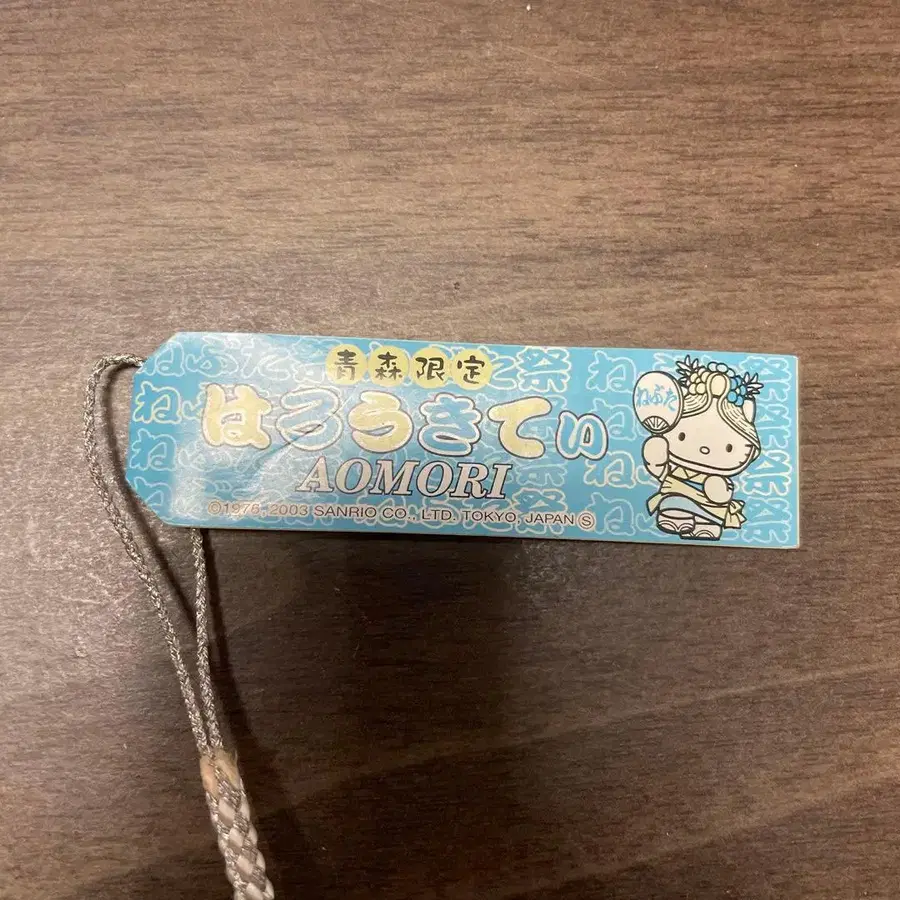 青森限定
はろうきてぃ
AOMORI
©1976, 2003 SANRIO CO., LTD. TOKYO, JAPAN Ⓢ
ねぶた